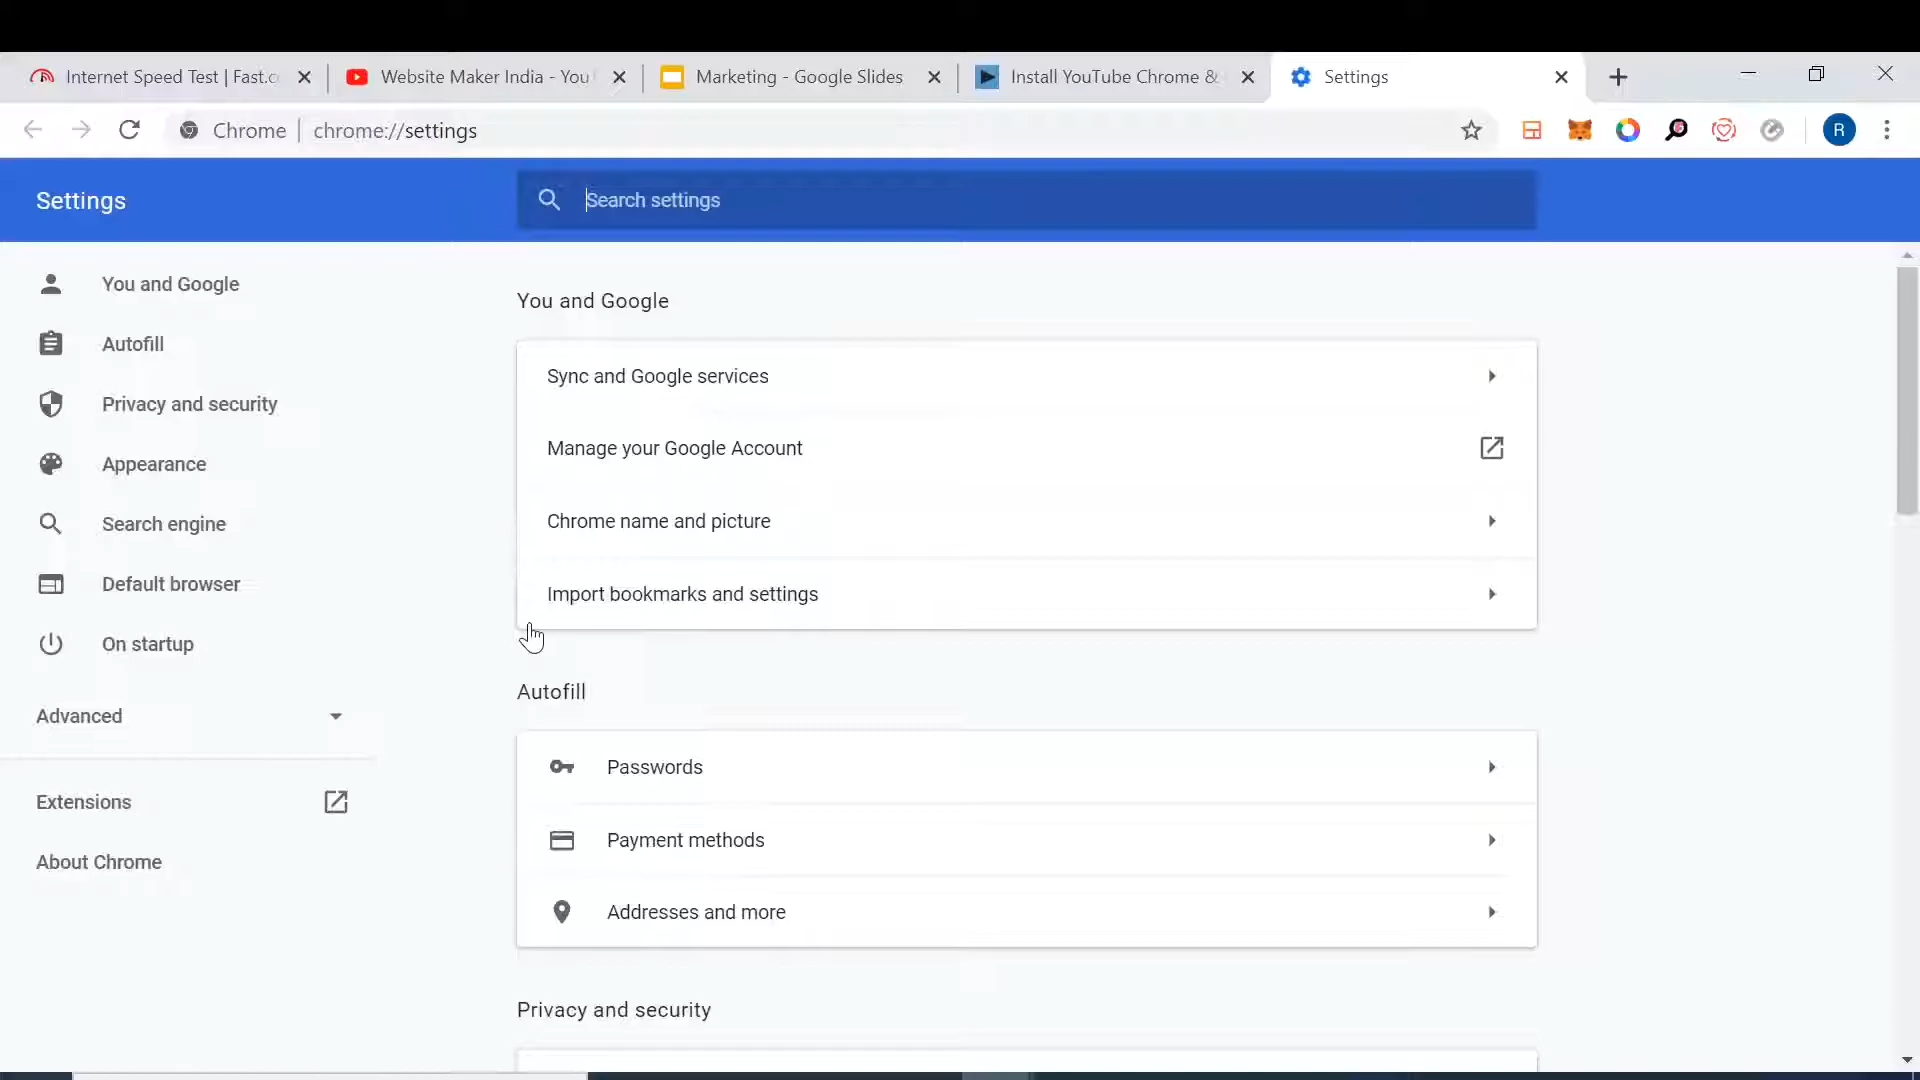 Internet Speed Test | Fast.c
Website Maker India - You
Marketing - Google Slides
Install YouTube Chrome &
Settings
Chrome
chrome://settings
R
Settings
Search settings
You and Google
Autofill
Privacy and security
Appearance
Search engine
Default browser
On startup
Advanced
Extensions
About Chrome
You and Google
Sync and Google services
Manage your Google Account
Chrome name and picture
Import bookmarks and settings
Autofill
Passwords
Payment methods
Addresses and more
Privacy and security